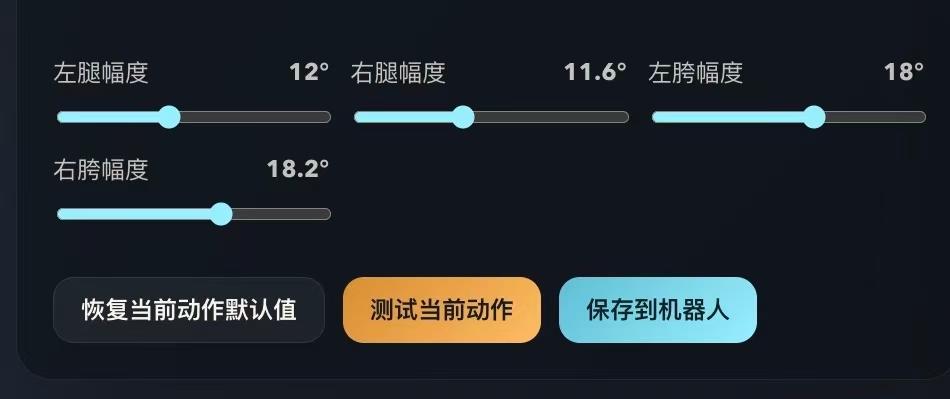 左腿幅度 12° 右腿幅度 11.6° 左胯幅度 18°
右胯幅度 18.2°
恢复当前动作默认值 测试当前动作 保存到机器人